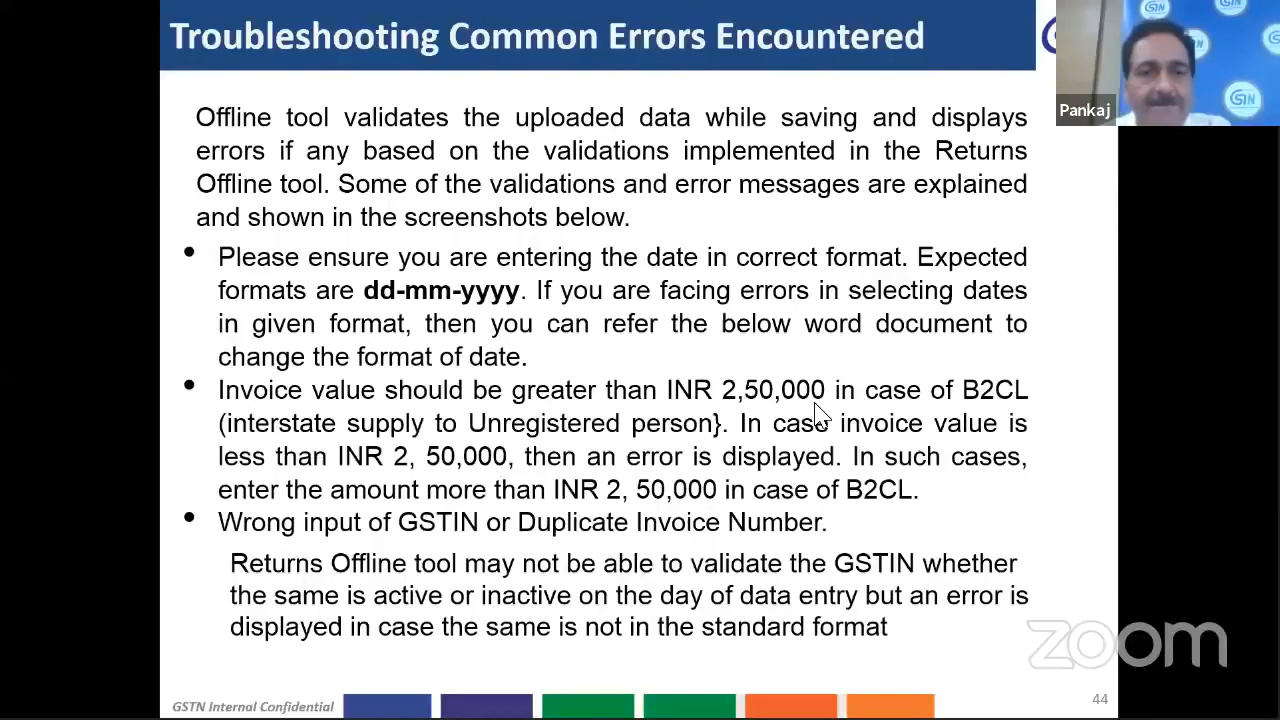 Troubleshooting Common Errors Encountered
GSIN
GSIN
Pankaj
Offline tool validates the uploaded data while saving and displays
errors if any based on the validations implemented in the Returns
Offline tool. Some of the validations and error messages are explained
and shown in the screenshots below.
• Please ensure you are entering the date in correct format. Expected
formats are dd-mm-yyyy. If you are facing errors in selecting dates
in given format, then you can refer the below word document to
change the format of date.
• Invoice value should be greater than INR 2,50,000 in case of B2CL
(interstate supply to Unregistered person}. In case invoice value is
less than INR 2, 50,000, then an error is displayed. In such cases,
enter the amount more than INR 2, 50,000 in case of B2CL.
• Wrong input of GSTIN or Duplicate Invoice Number.
Returns Offline tool may not be able to validate the GSTIN whether
the same is active or inactive on the day of data entry but an error is
displayed in case the same is not in the standard format
zoom
GSTN Internal Confidential
44